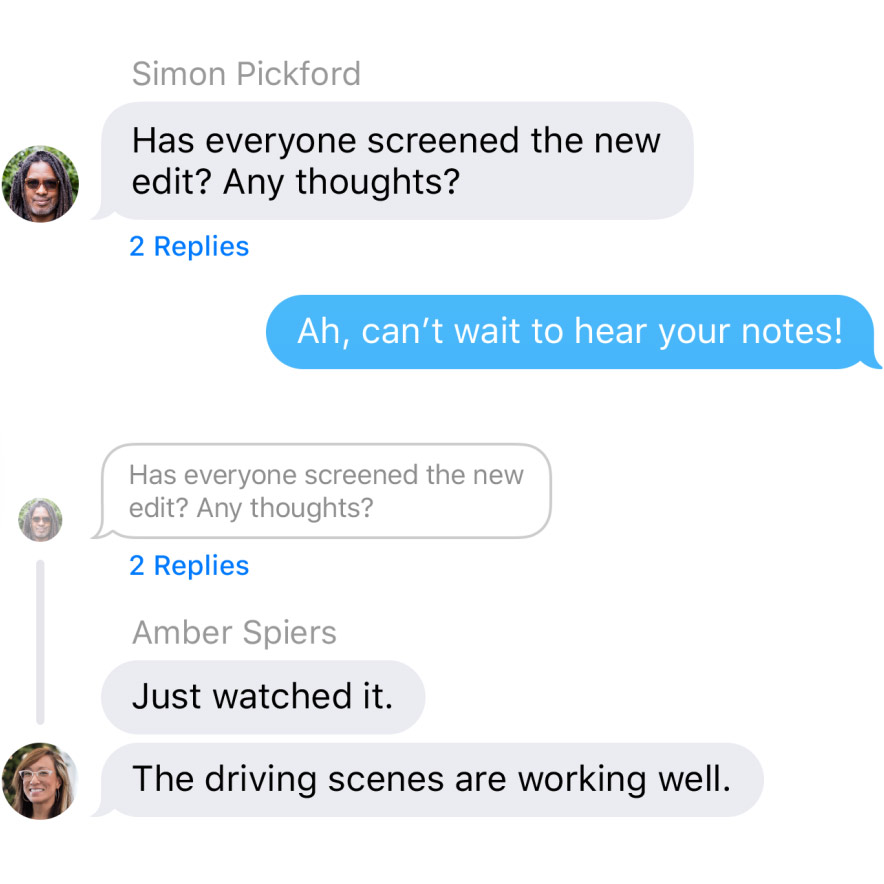 Simon Pickford
Has everyone screened the new
edit? Any thoughts?
2 Replies
Ah, can’t wait to hear your notes!
Has everyone screened the new
edit? Any thoughts?
2 Replies
Amber Spiers
Just watched it.
The driving scenes are working well.